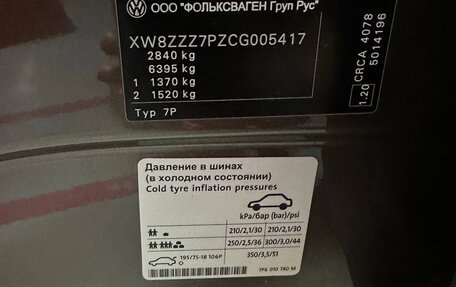 ООО "ФОЛЬКСВАГЕН Груп Рус"
XW8ZZZ7PZCG005417
2840 kg
6395 kg
1 1370 kg
2 1520 kg
Typ 7P
1.20 CRCA 4078
5014196
Давление в шинах
(в холодном состоянии)
Cold tyre inflation pressures
kPa/бар (bar)/psi
210/2,1/30 210/2,1/30
250/2,5/36 300/3,0/44
195/75-18 106P 350/3,5/51
7P6 010 780 M